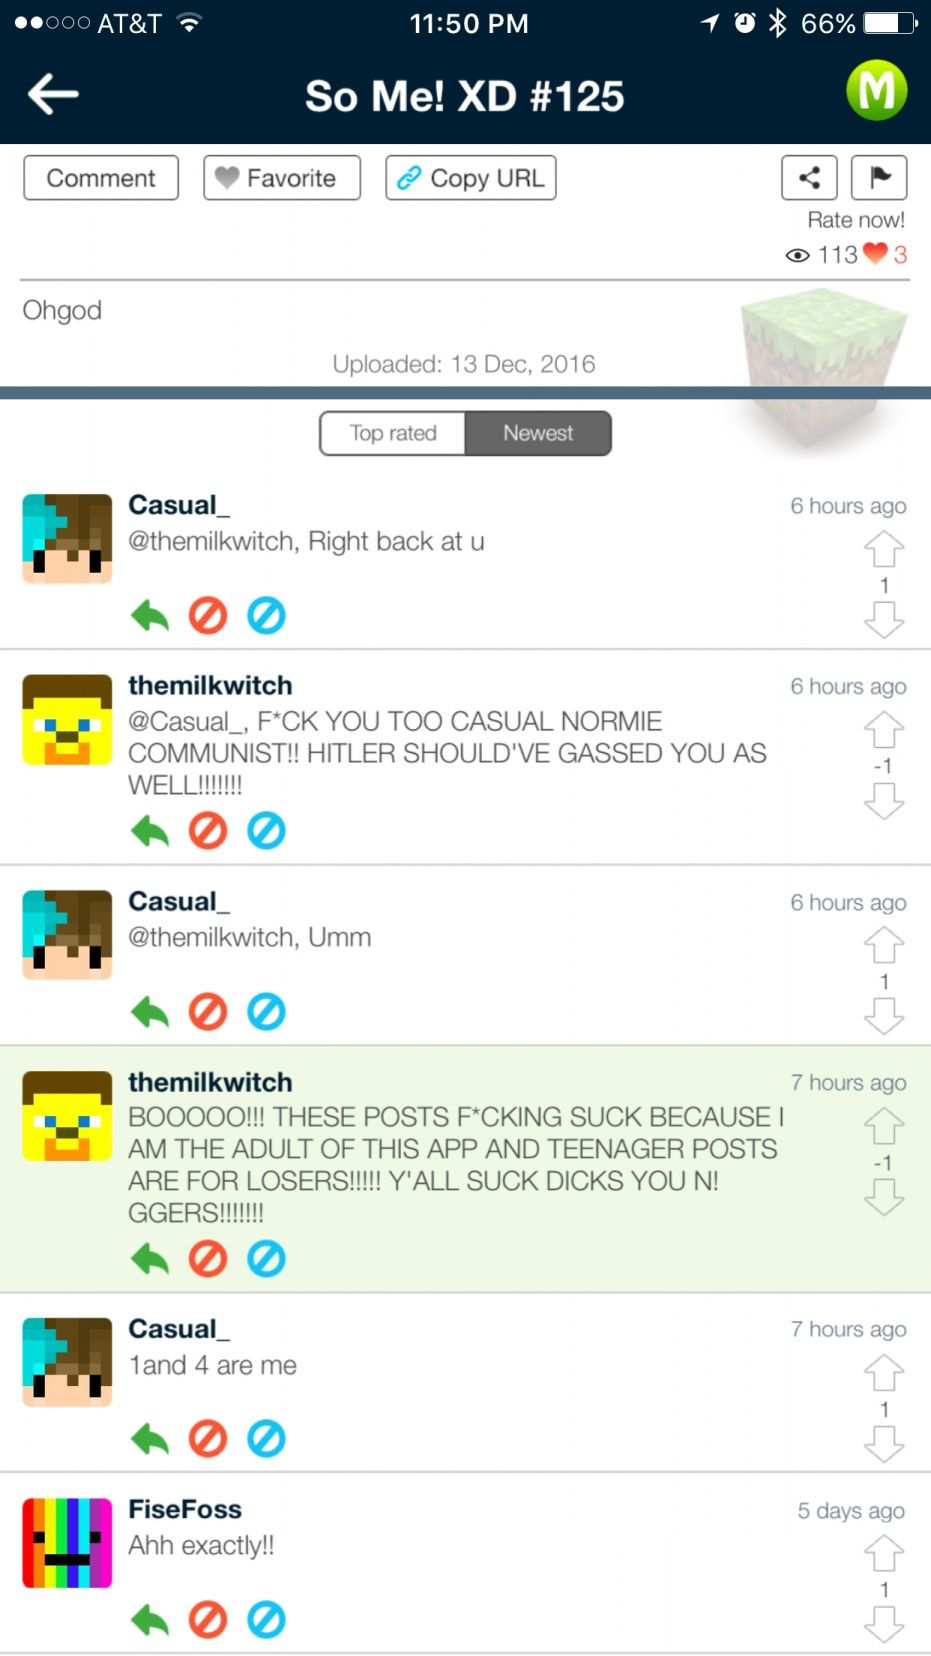 AT&T 11:50 PM 66%
So Me! XD #125
M
Comment Favorite Copy URL
Rate now!
113 3
Ohgod
Uploaded: 13 Dec, 2016
Top rated Newest
Casual_ 6 hours ago
@themilkwitch, Right back at u
1
themilkwitch 6 hours ago
@Casual_, F*CK YOU TOO CASUAL NORMIE
COMMUNIST!! HITLER SHOULD'VE GASSED YOU AS
WELL!!!!!!!
-1
Casual_ 6 hours ago
@themilkwitch, Umm
1
themilkwitch 7 hours ago
BOOOOO!!! THESE POSTS F*CKING SUCK BECAUSE I
AM THE ADULT OF THIS APP AND TEENAGER POSTS
ARE FOR LOSERS!!!!! Y'ALL SUCK DICKS YOU N!
GGERS!!!!!!!
-1
Casual_ 7 hours ago
1and 4 are me
1
FiseFoss 5 days ago
Ahh exactly!!
1